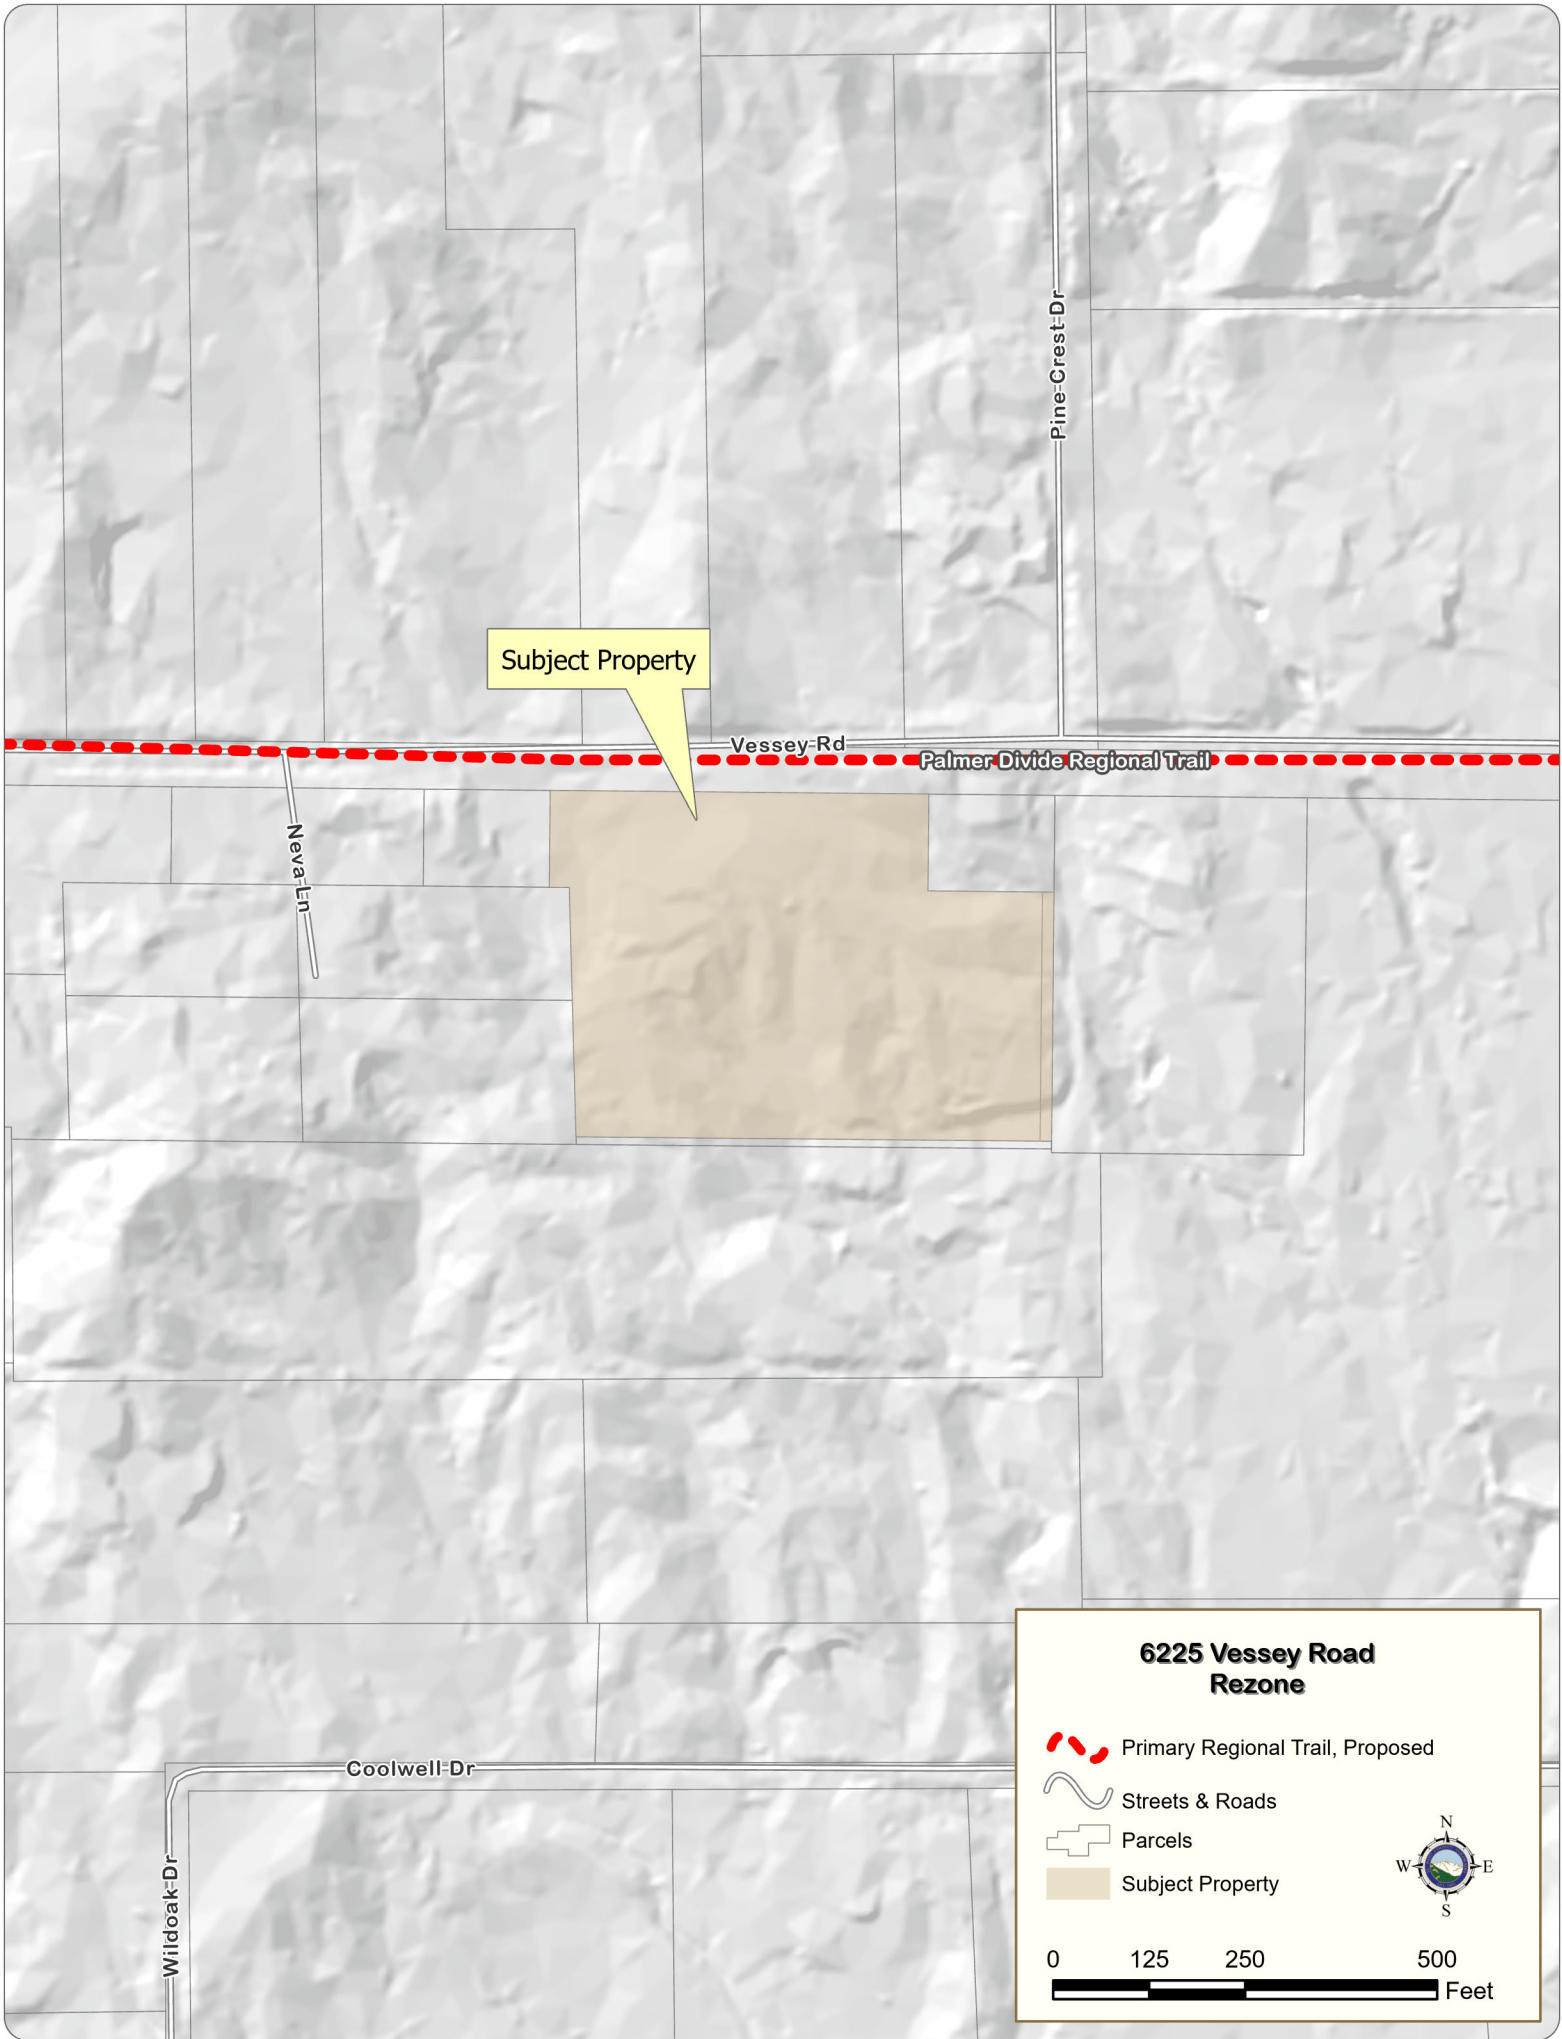 Pine Crest Dr
Subject Property
Vessey Rd
Palmer Divide Regional Trail
Neva Ln
6225 Vessey Road
Rezone
Primary Regional Trail, Proposed
Streets & Roads
Parcels
Subject Property
N
W E
S
0 125 250 500
Feet
Coolwell Dr
Wildoak Dr